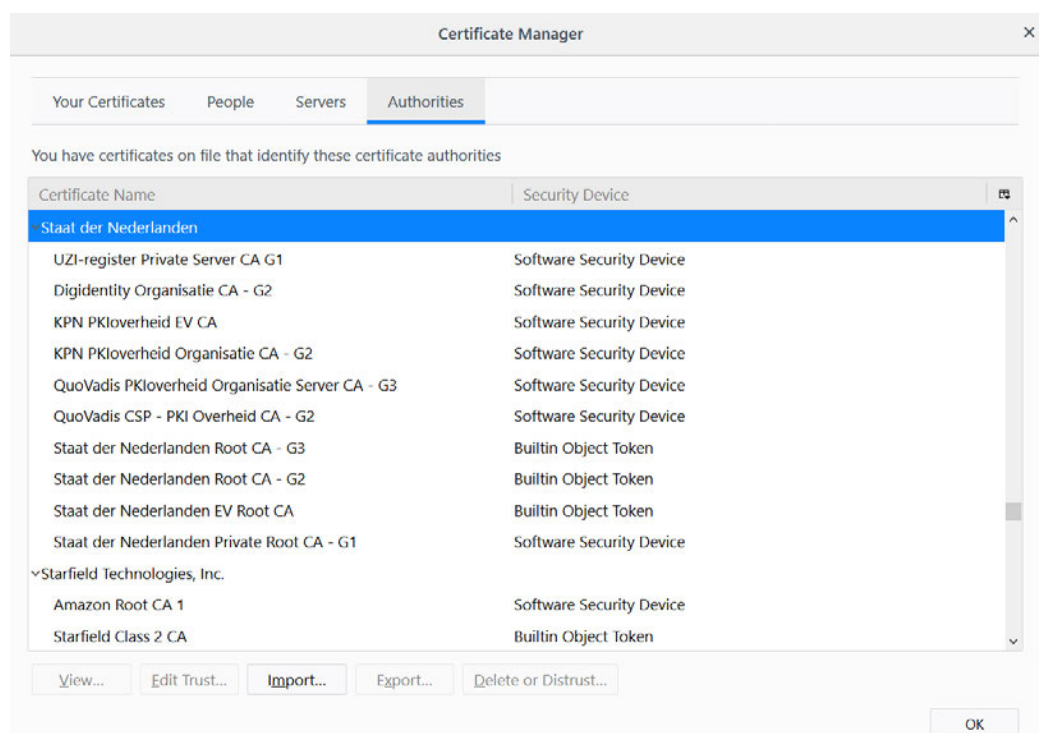 Certificate Manager
Your Certificates People Servers Authorities
You have certificates on file that identify these certificate authorities
Certificate Name Security Device
Staat der Nederlanden
UZI-register Private Server CA G1 Software Security Device
Digidentity Organisatie CA - G2 Software Security Device
KPN PKIoverheid EV CA Software Security Device
KPN PKIoverheid Organisatie CA - G2 Software Security Device
QuoVadis PKIoverheid Organisatie Server CA - G3 Software Security Device
QuoVadis CSP - PKI Overheid CA - G2 Software Security Device
Staat der Nederlanden Root CA - G3 Builtin Object Token
Staat der Nederlanden Root CA - G2 Builtin Object Token
Staat der Nederlanden EV Root CA Builtin Object Token
Staat der Nederlanden Private Root CA - G1 Software Security Device
Starfield Technologies, Inc.
Amazon Root CA 1 Software Security Device
Starfield Class 2 CA Builtin Object Token
View... Edit Trust... Import... Export... Delete or Distrust...
OK